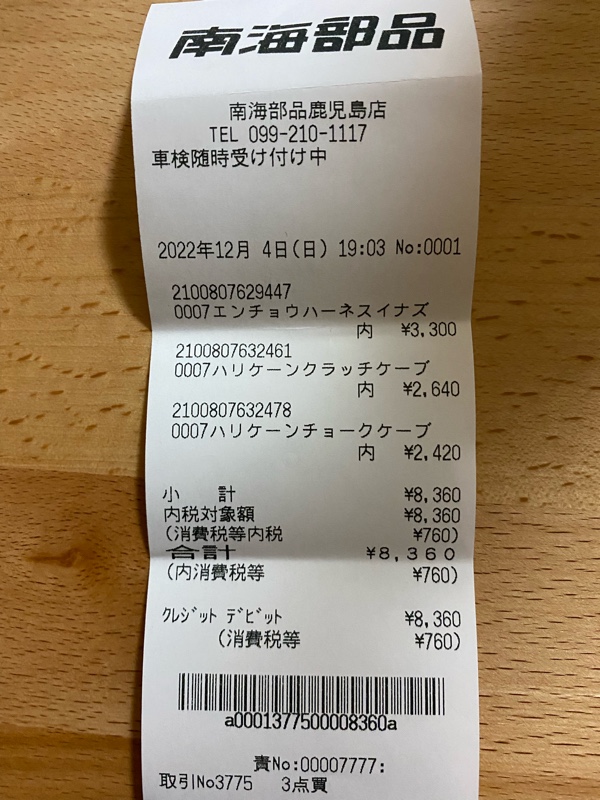 南海部品
南海部品鹿児島店
TEL 099-210-1117
車検随時受け付け中
2022年12月 4日(日) 19:03 No:0001
2100807629447
0007エンチョウハーネスイナズ
内 ¥3,300
2100807632461
0007ハリケーンクラッチケーブ
内 ¥2,640
2100807632478
0007ハリケーンチョークケーブ
内 ¥2,420
小 計 ¥8,360
内税対象額 ¥8,360
(消費税等内税 ¥760)
合計 ¥8,360
(内消費税等 ¥760)
クレジット デビット ¥8,360
(消費税等 ¥760)
a0001377500008360a
責No:00007777:
取引No3775 3点買